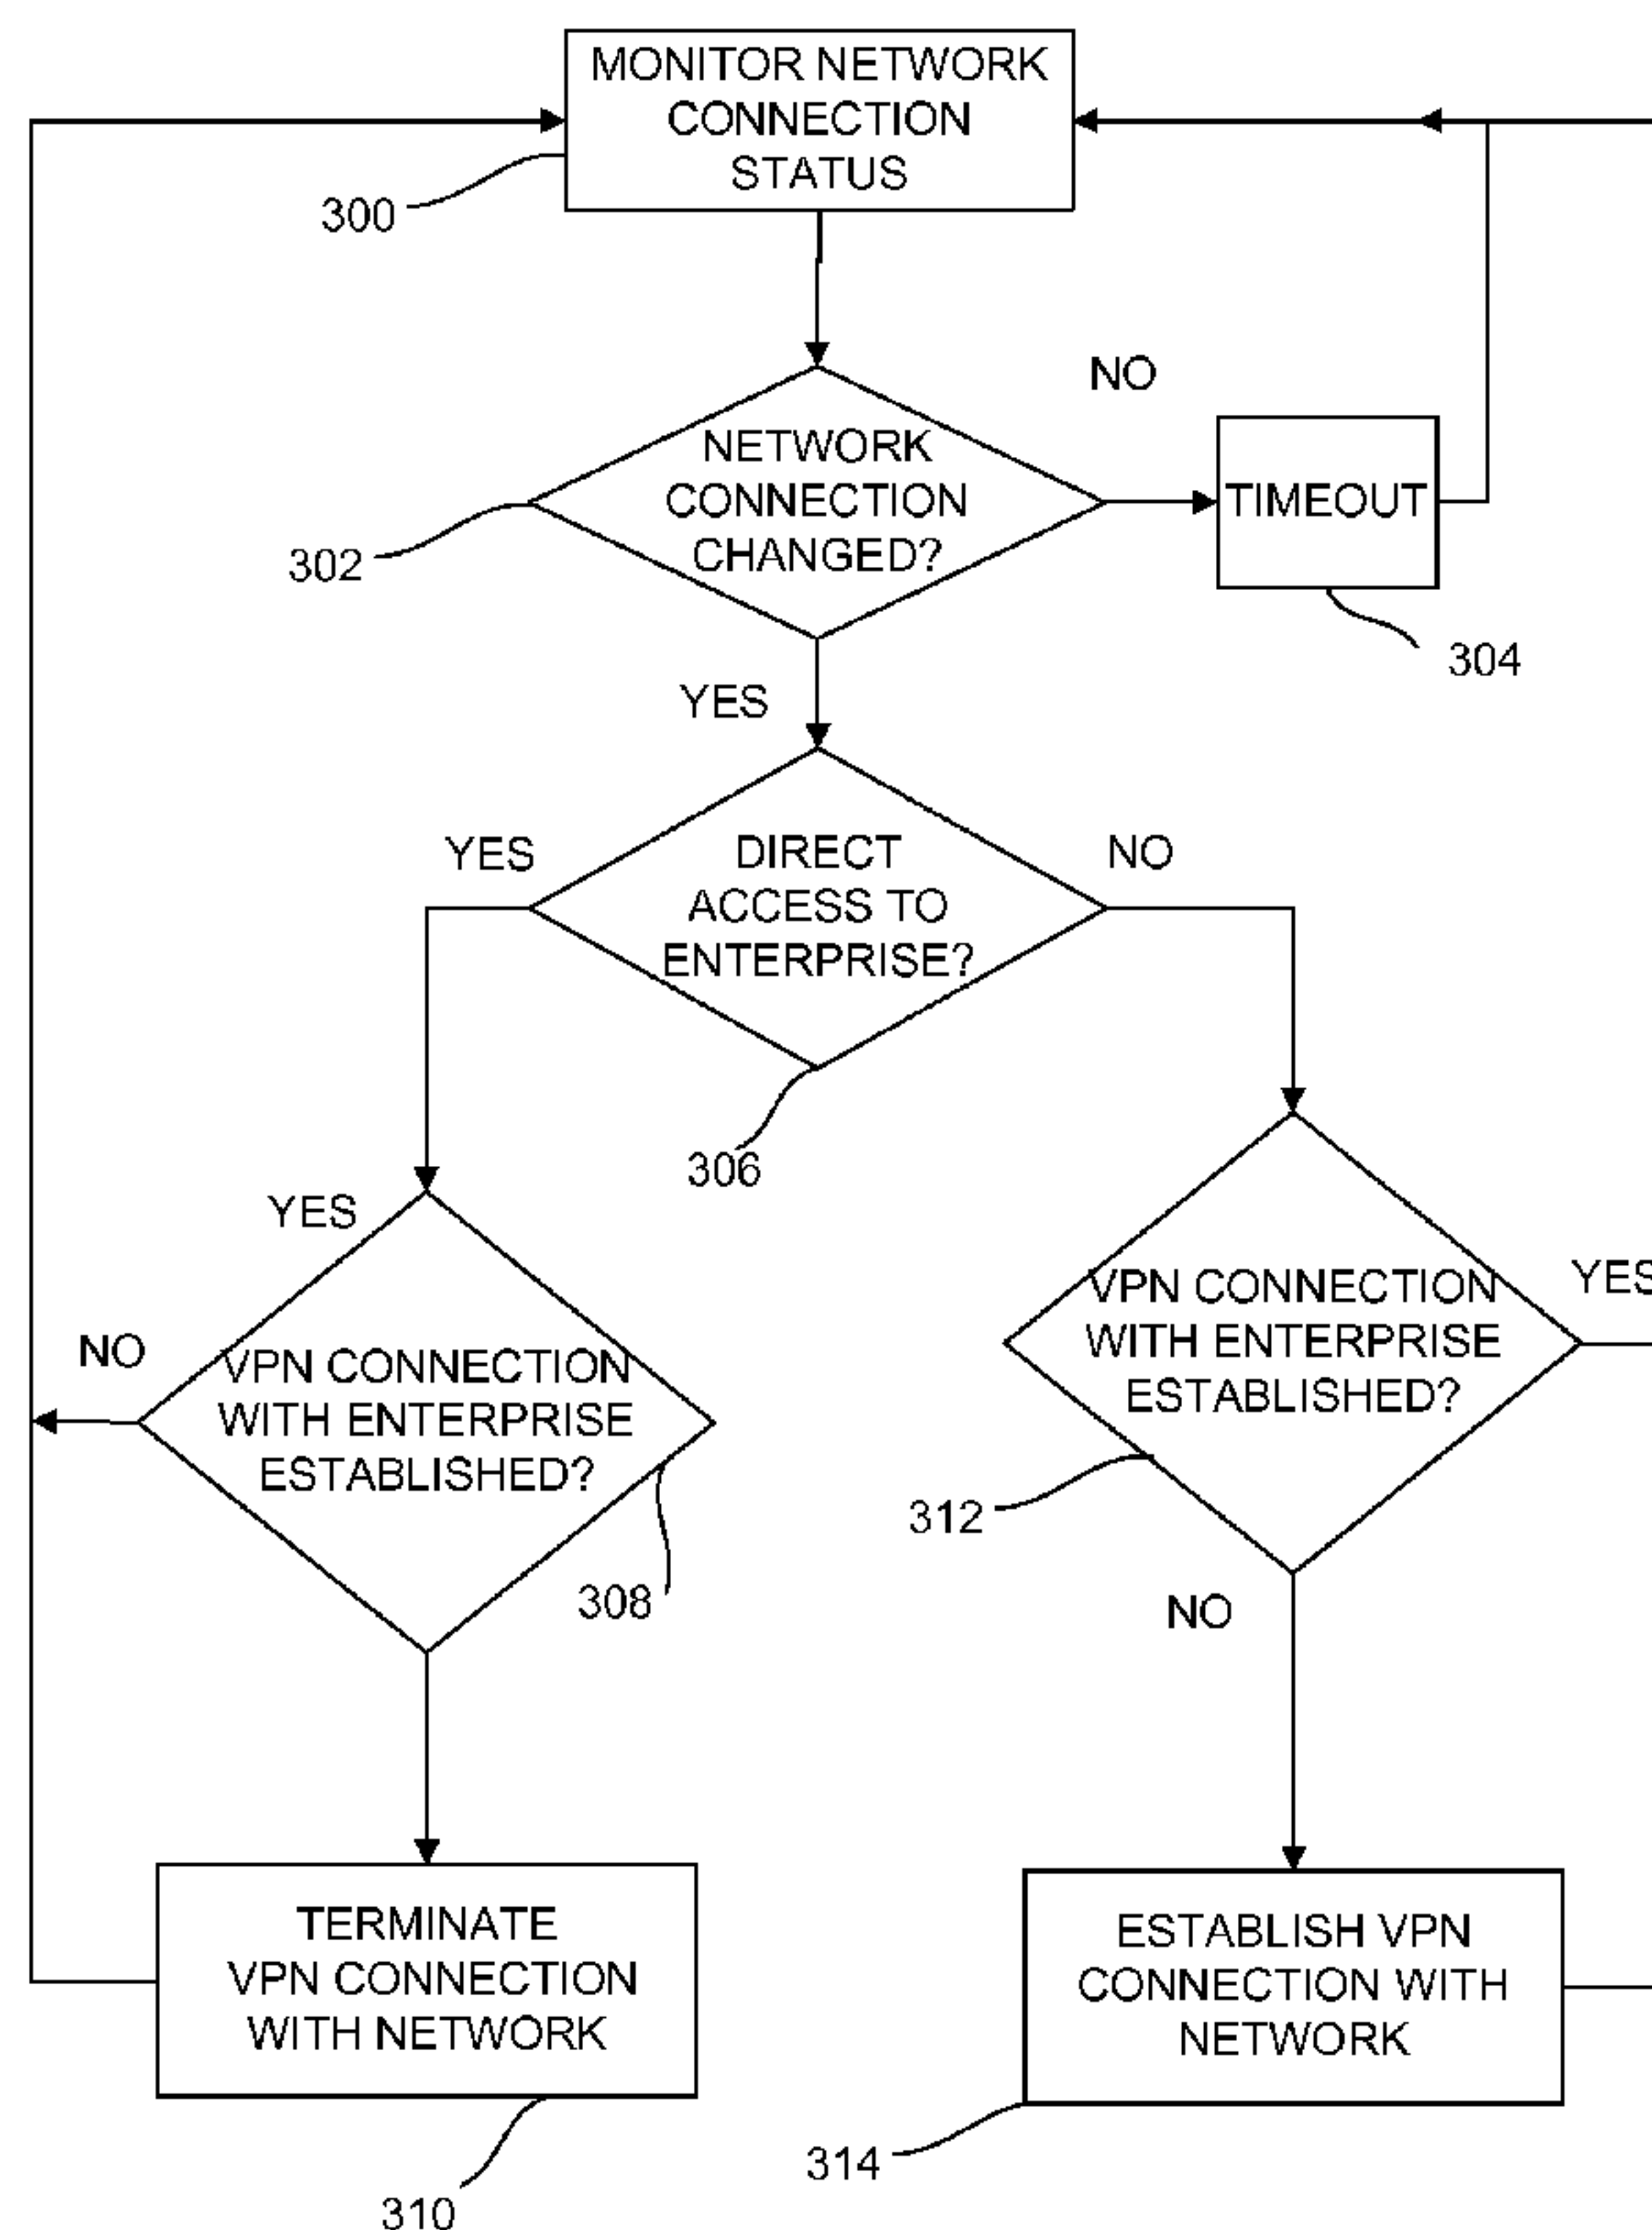 MONITOR NETWORK
CONNECTION
STATUS
300
NO
NETWORK
CONNECTION
CHANGED?
TIMEOUT
302
304
YES
YES
DIRECT
ACCESS TO
ENTERPRISE?
NO
306
YES
NO
VPN CONNECTION
WITH ENTERPRISE
ESTABLISHED?
308
VPN CONNECTION
WITH ENTERPRISE
ESTABLISHED?
YES
312
NO
TERMINATE
VPN CONNECTION
WITH NETWORK
310
ESTABLISH VPN
CONNECTION WITH
NETWORK
314